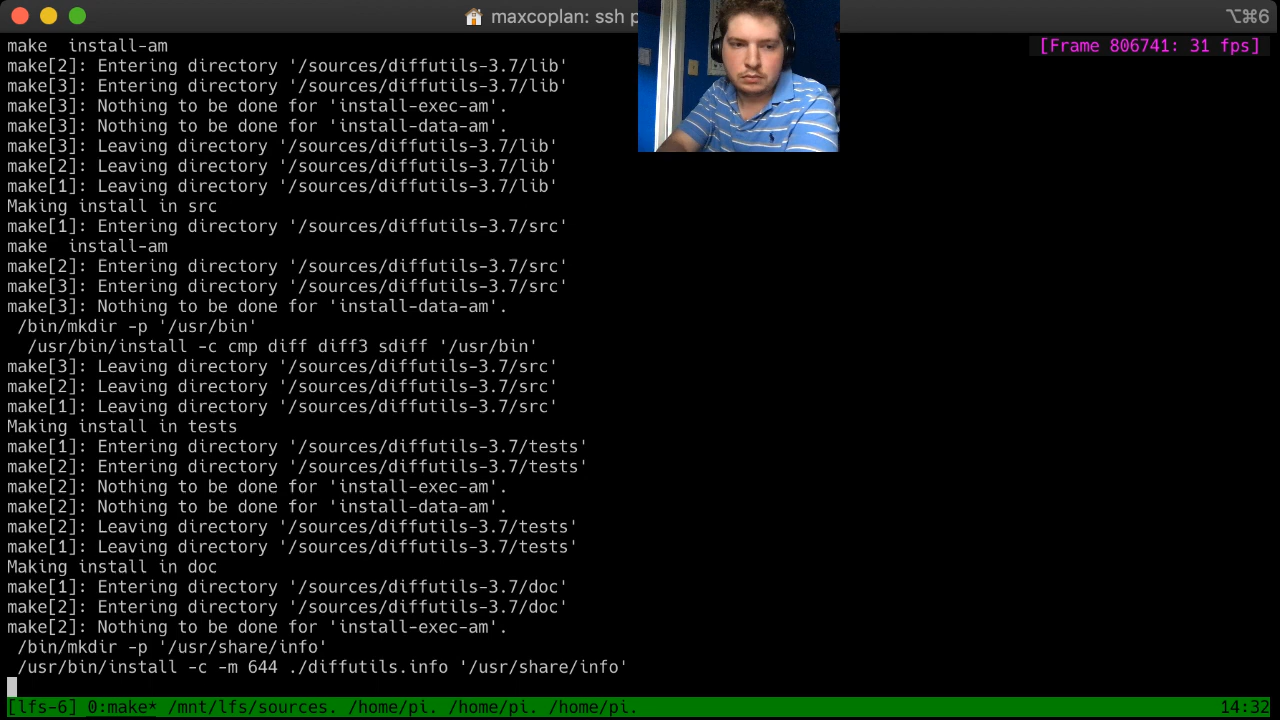 maxcoplan: ssh p
⌥⌘6
make  install-am
[Frame 806741: 31 fps]
make[2]: Entering directory '/sources/diffutils-3.7/lib'
make[3]: Entering directory '/sources/diffutils-3.7/lib'
make[3]: Nothing to be done for 'install-exec-am'.
make[3]: Nothing to be done for 'install-data-am'.
make[3]: Leaving directory '/sources/diffutils-3.7/lib'
make[2]: Leaving directory '/sources/diffutils-3.7/lib'
make[1]: Leaving directory '/sources/diffutils-3.7/lib'
Making install in src
make[1]: Entering directory '/sources/diffutils-3.7/src'
make  install-am
make[2]: Entering directory '/sources/diffutils-3.7/src'
make[3]: Entering directory '/sources/diffutils-3.7/src'
make[3]: Nothing to be done for 'install-data-am'.
/bin/mkdir -p '/usr/bin'
/usr/bin/install -c cmp diff diff3 sdiff '/usr/bin'
make[3]: Leaving directory '/sources/diffutils-3.7/src'
make[2]: Leaving directory '/sources/diffutils-3.7/src'
make[1]: Leaving directory '/sources/diffutils-3.7/src'
Making install in tests
make[1]: Entering directory '/sources/diffutils-3.7/tests'
make[2]: Entering directory '/sources/diffutils-3.7/tests'
make[2]: Nothing to be done for 'install-exec-am'.
make[2]: Nothing to be done for 'install-data-am'.
make[2]: Leaving directory '/sources/diffutils-3.7/tests'
make[1]: Leaving directory '/sources/diffutils-3.7/tests'
Making install in doc
make[1]: Entering directory '/sources/diffutils-3.7/doc'
make[2]: Entering directory '/sources/diffutils-3.7/doc'
make[2]: Nothing to be done for 'install-exec-am'.
/bin/mkdir -p '/usr/share/info'
/usr/bin/install -c -m 644 ./diffutils.info '/usr/share/info'
[lfs-6] 0:make* /mnt/lfs/sources. /home/pi. /home/pi. /home/pi.
14:32